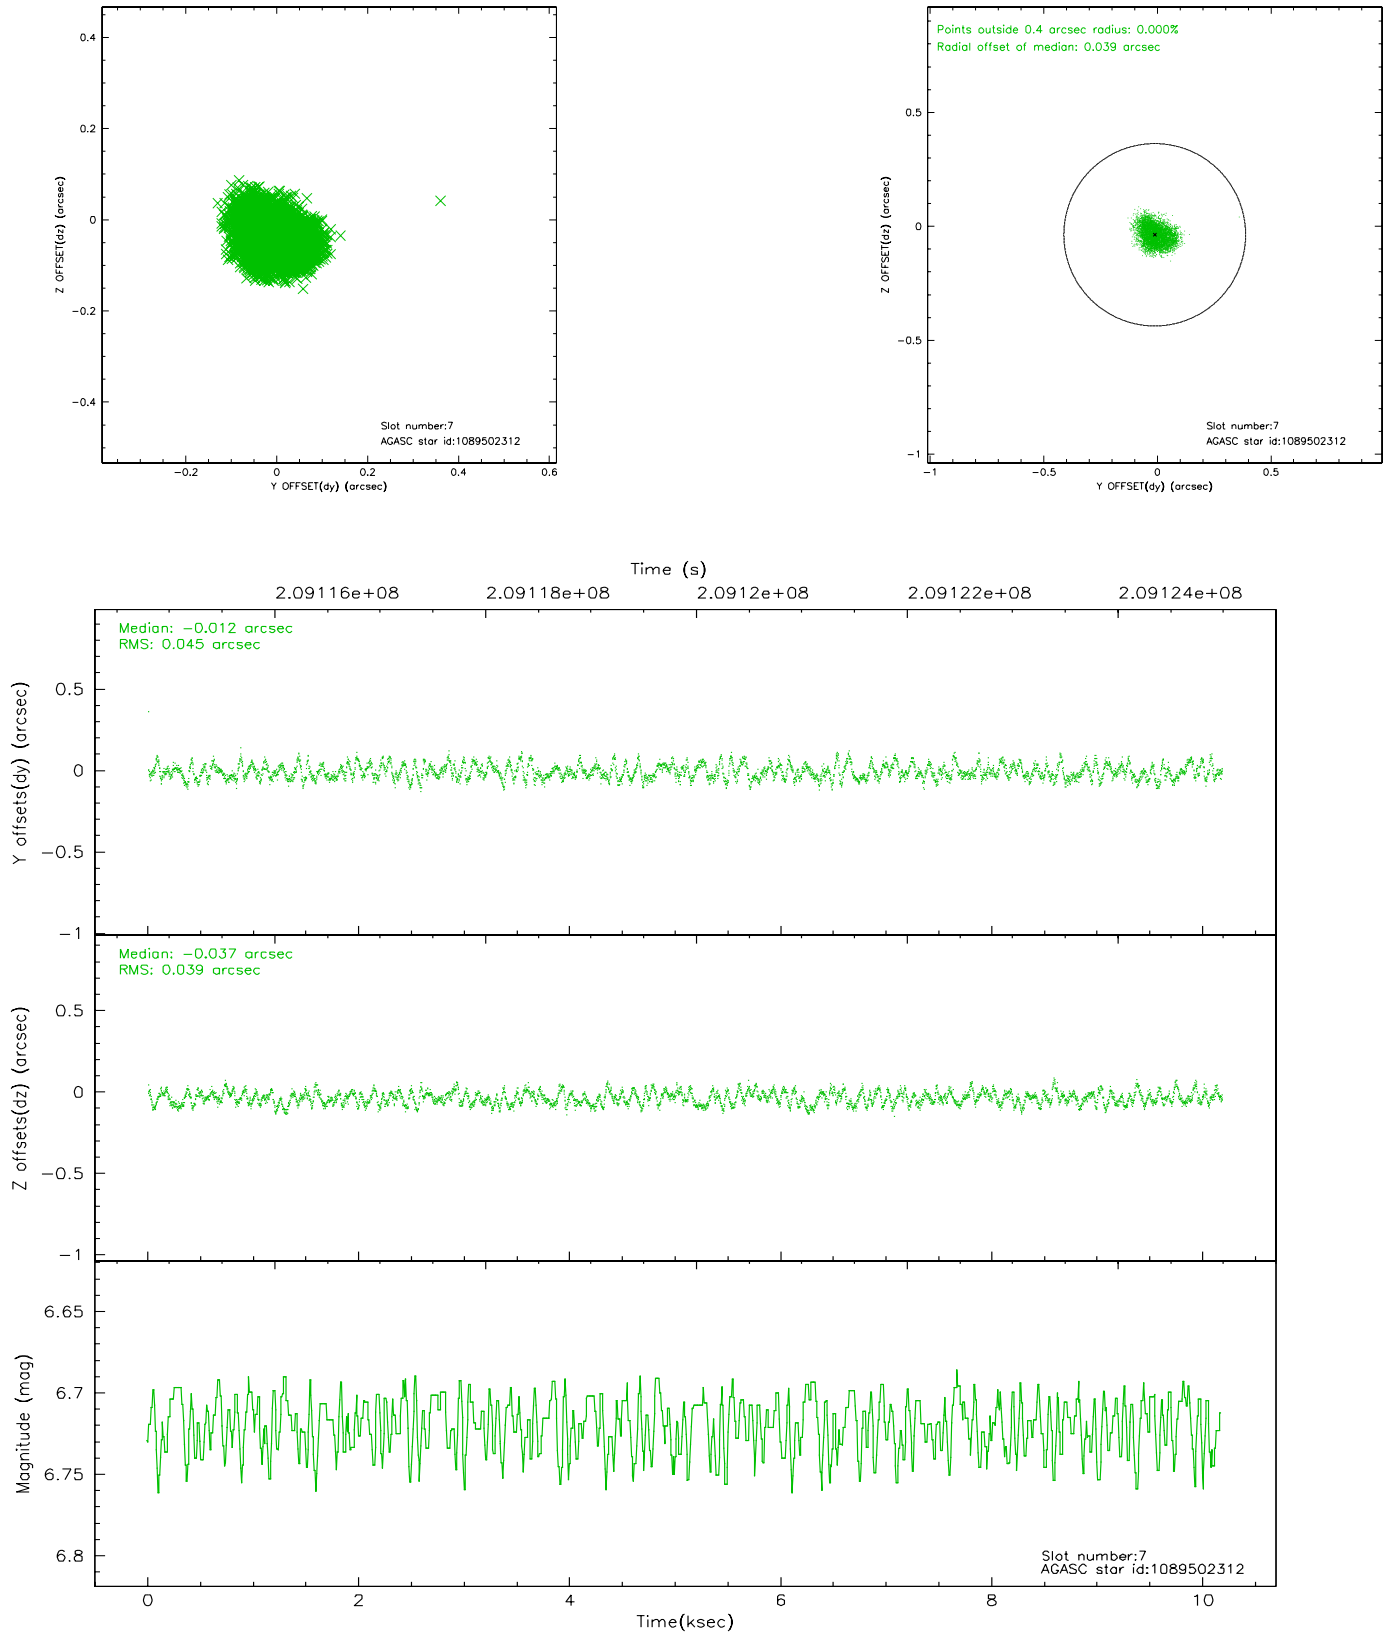 0.4
0.2
0
-0.2
-0.4
Z OFFSET(dz) (arcsec)
Slot number:7
AGASC star id:1089502312
-0.2 0 0.2 0.4 0.6
Y OFFSET(dy) (arcsec)
Points outside 0.4 arcsec radius: 0.000%
Radial offset of median: 0.039 arcsec
0.5
0
-0.5
-1
Z OFFSET(dz) (arcsec)
Slot number:7
AGASC star id:1089502312
-1 -0.5 0 0.5
Y OFFSET(dy) (arcsec)
Time (s)
2.09116e+08 2.09118e+08 2.0912e+08 2.09122e+08 2.09124e+08
Median: -0.012 arcsec
RMS: 0.045 arcsec
0.5
0
-0.5
-1
Y offsets(dy) (arcsec)
Median: -0.037 arcsec
RMS: 0.039 arcsec
0.5
0
-0.5
-1
Z offsets(dz) (arcsec)
6.65
6.7
6.75
6.8
Magnitude (mag)
Slot number:7
AGASC star id:1089502312
0 2 4 6 8 10
Time(ksec)